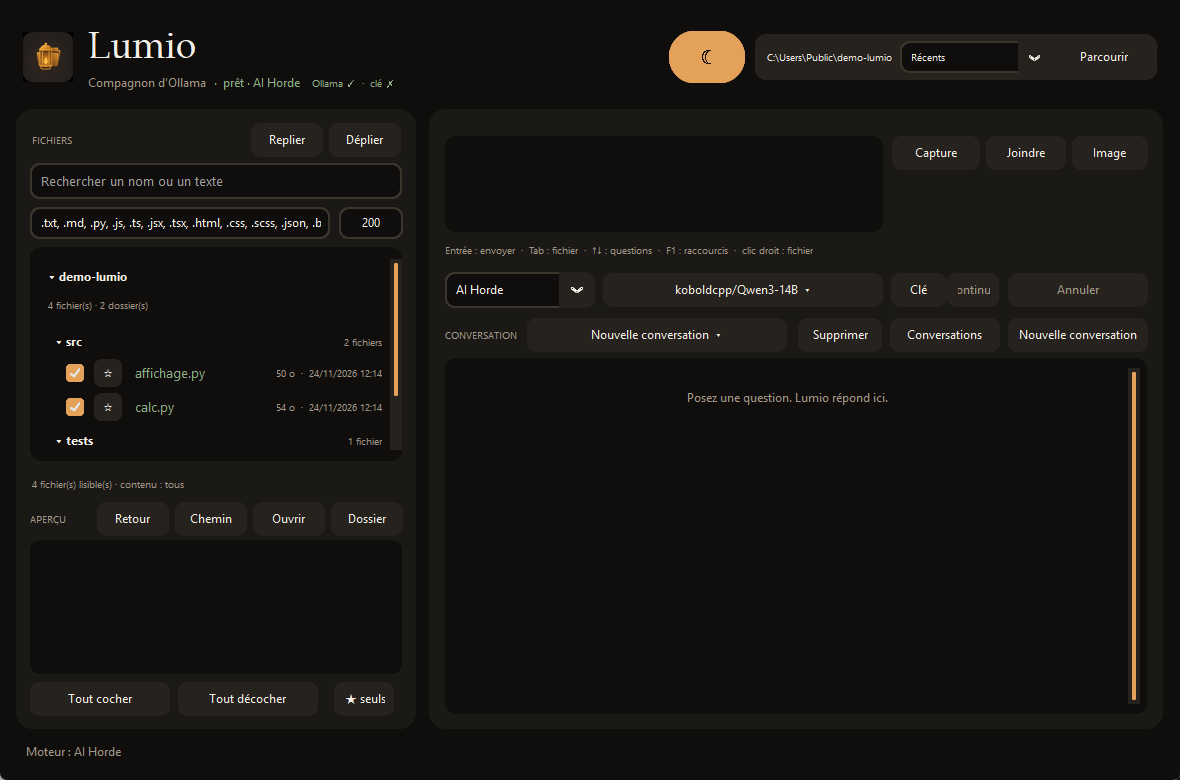 Lumio
Compagnon d'Ollama · prêt · AI Horde Ollama ✓ · clé ✗
☾
C:\Users\Public\demo-lumio Récents Parcourir
FICHIERS Replier Déplier
Rechercher un nom ou un texte
.txt, .md, .py, .js, .ts, .jsx, .tsx, .html, .css, .scss, .json, .b 200
▾ demo-lumio
4 fichier(s) · 2 dossier(s)
▾ src 2 fichiers
☆ affichage.py 50 o · 24/11/2026 12:14
☆ calc.py 54 o · 24/11/2026 12:14
▾ tests 1 fichier
4 fichier(s) lisible(s) · contenu : tous
APERÇU Retour Chemin Ouvrir Dossier
Tout cocher Tout décocher ★ seuls
Capture Joindre Image
Entrée : envoyer · Tab : fichier · ↑↓ : questions · F1 : raccourcis · clic droit : fichier
AI Horde koboldcpp/Qwen3-14B ▾ Clé ontinu Annuler
CONVERSATION Nouvelle conversation ▾ Supprimer Conversations Nouvelle conversation
Posez une question. Lumio répond ici.
Moteur : AI Horde